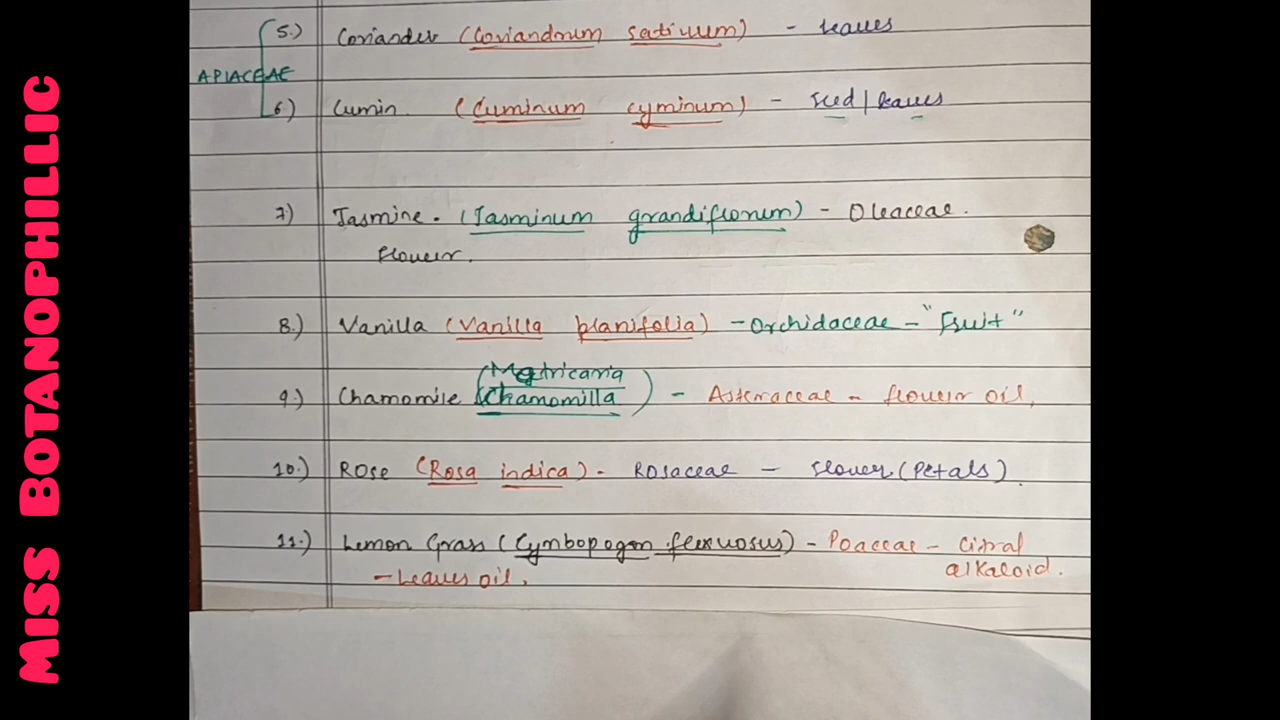 MISS BOTANOPHILLIC
5.) Coriander (Coriandrum sativum) - leaves
APIACEAE
6) Cumin. (Cuminum cyminum) - seed/leaves
7) Jasmine. (Jasminum grandiflorum) - Oleaceae.
flower.
8.) Vanilla (Vanilla planifolia) - Orchidaceae - "Fruit"
9.) Chamomile (Matricaria Chamomilla) - Asteraceae - flower oil.
10.) Rose (Rosa indica) - Rosaceae - flower (Petals).
11.) Lemon Grass (Cymbopogon flexuosus) - Poaceae - Citral
alkaloid.
- leaves oil.